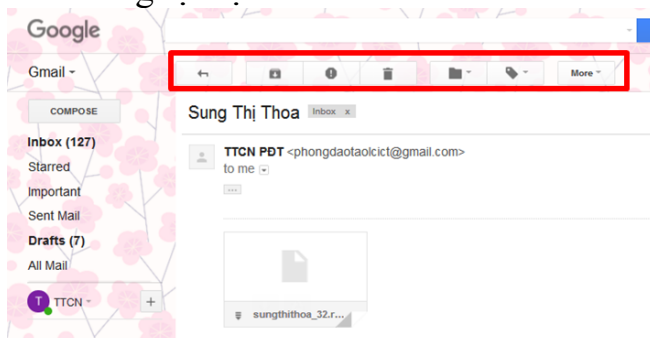 Google
Gmail
More
COMPOSE
Sung Thị Thoa Inbox x
Inbox (127)
TTCN PĐT <phongdaotaolcict@gmail.com>
Starred
to me
Important
Sent Mail
Drafts (7)
All Mail
T TTCN +
sungthithoa_32.r...